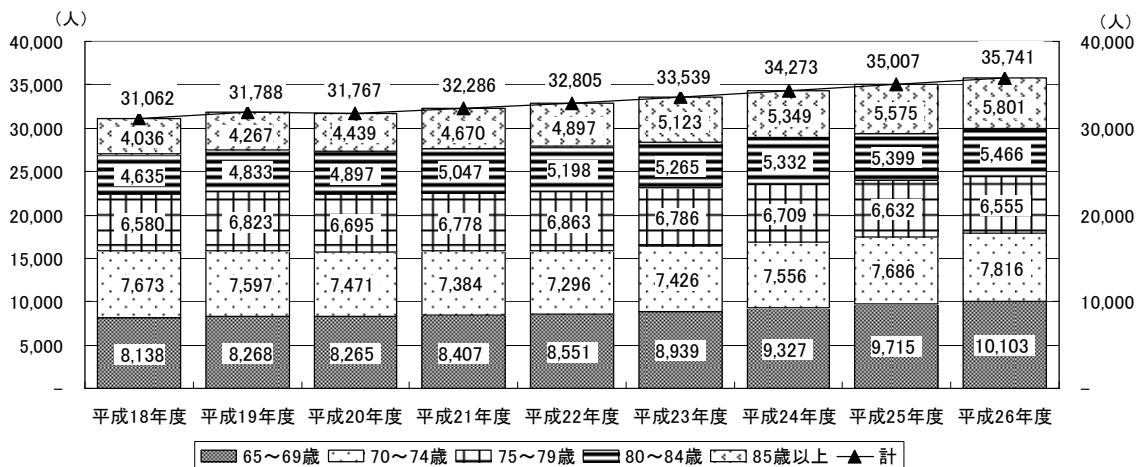 （人）
（人）
40,000
35,000
30,000
25,000
20,000
15,000
10,000
5,000
－
40,000
30,000
20,000
10,000
－
31,062 31,788 31,767 32,286 32,805 33,539 34,273 35,007 35,741
4,036 4,267 4,439 4,670 4,897 5,123 5,349 5,575 5,801
4,635 4,833 4,897 5,047 5,198 5,265 5,332 5,399 5,466
6,580 6,823 6,695 6,778 6,863 6,786 6,709 6,632 6,555
7,673 7,597 7,471 7,384 7,296 7,426 7,556 7,686 7,816
8,138 8,268 8,265 8,407 8,551 8,939 9,327 9,715 10,103
平成18年度 平成19年度 平成20年度 平成21年度 平成22年度 平成23年度 平成24年度 平成25年度 平成26年度
65～69歳 70～74歳 75～79歳 80～84歳 85歳以上 計